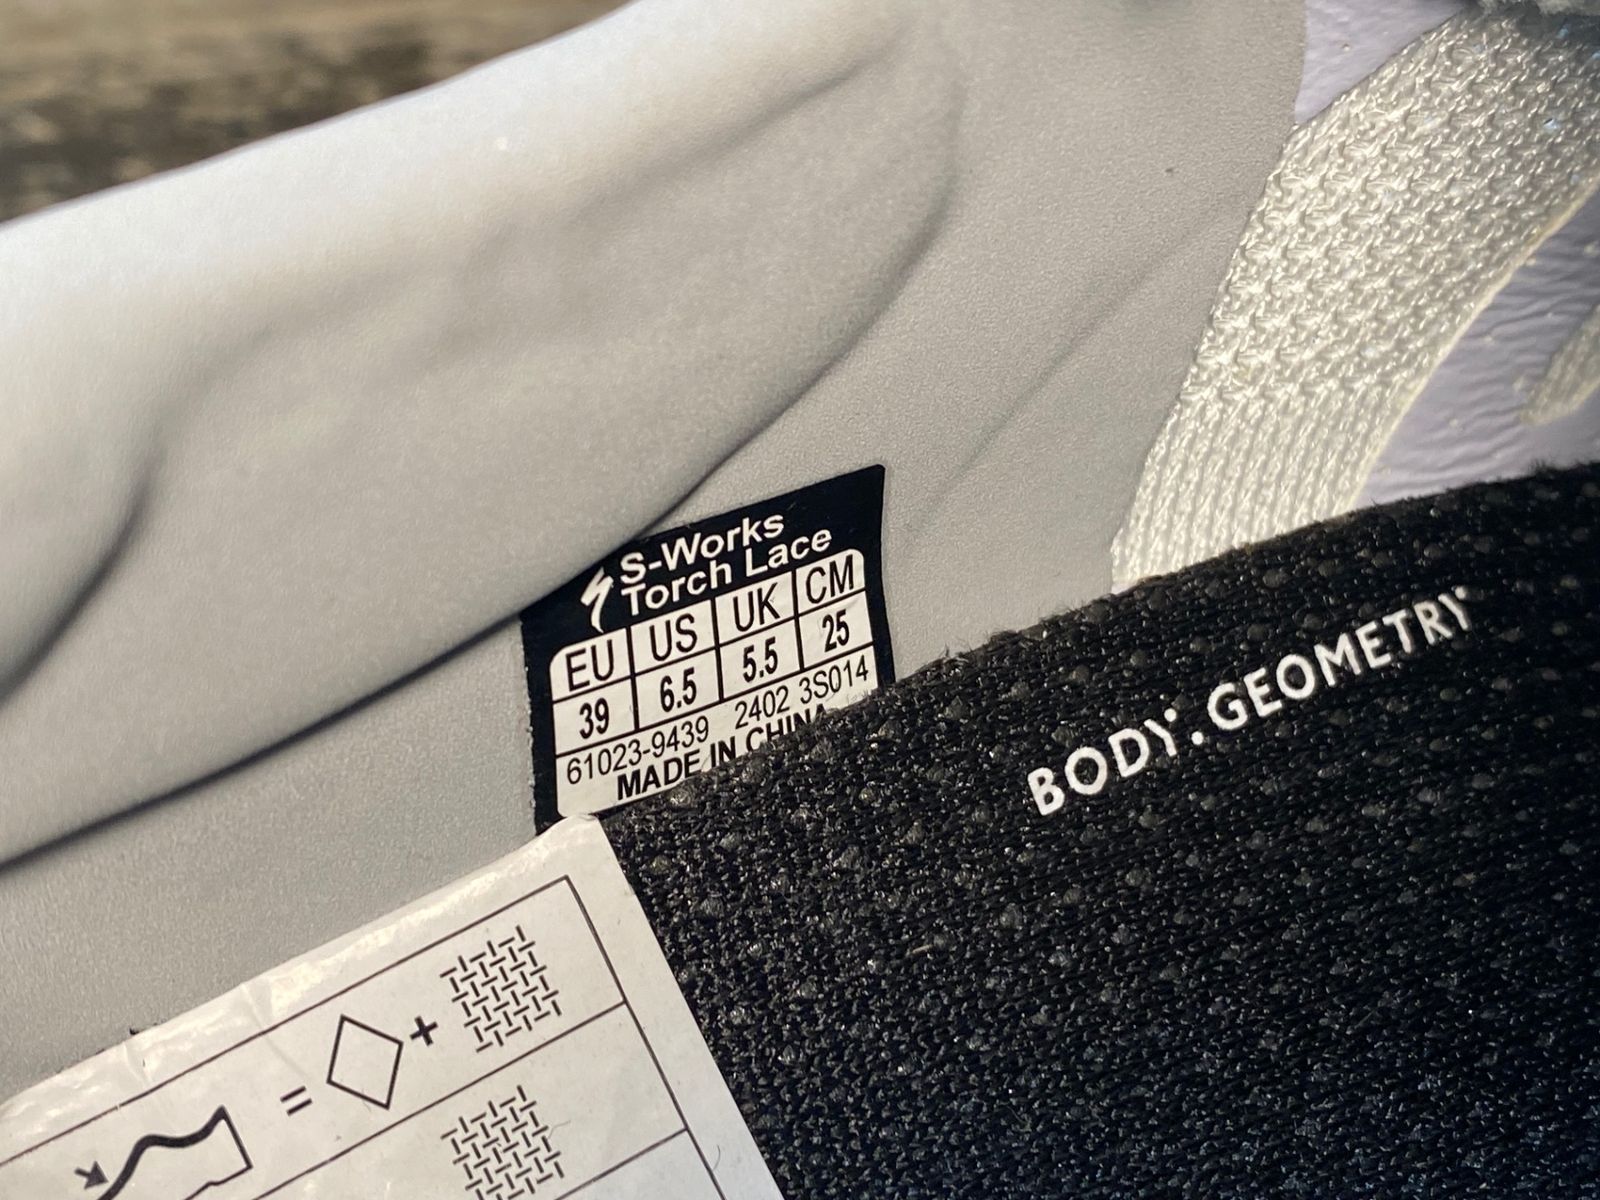 S-Works
Torch Lace
EU US UK CM
39 6.5 5.5 25
61023-9439 2402 3S014
MADE IN CHINA
BODY. GEOMETRY
= +